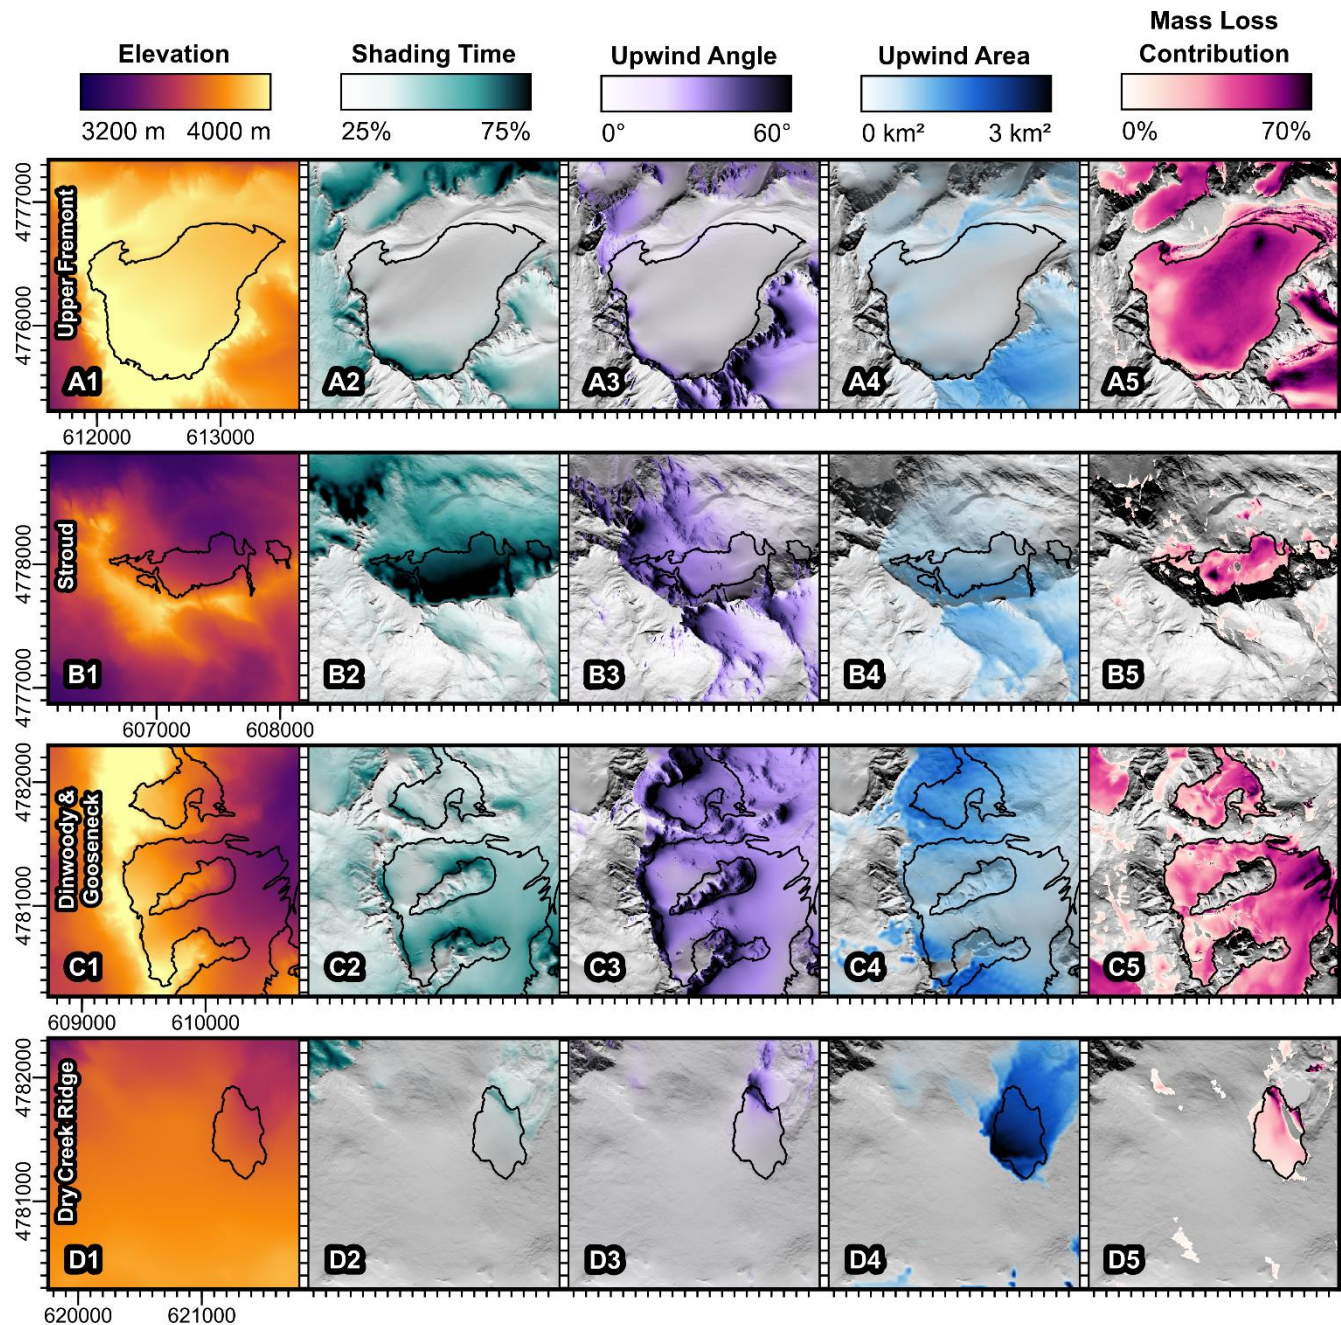 Elevation
3200 m 4000 m
Shading Time
25% 75%
Upwind Angle
0° 60°
Upwind Area
0 km² 3 km²
Mass Loss
Contribution
0% 70%
Upper Fremont
4777000
4776000
A1
A2
A3
A4
A5
612000 613000
Stroud
4778000
4777000
B1
B2
B3
B4
B5
607000 608000
Dinwoody &
Gooseneck
4782000
4781000
C1
C2
C3
C4
C5
609000 610000
Dry Creek Ridge
4782000
4781000
D1
D2
D3
D4
D5
620000 621000